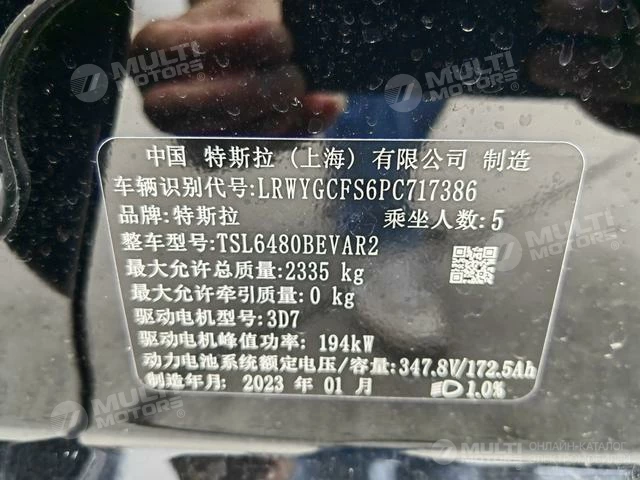 MULTI
MOTORS
MULTI
MOTORS
中国 特斯拉（上海）有限公司 制造
车辆识别代号:LRWYGCFS6PC717386
品牌:特斯拉 乘坐人数:5
整车型号:TSL6480BEVAR2
最大允许总质量:2335 kg
最大允许牵引质量:0 kg
驱动电机型号:3D7
驱动电机峰值功率: 194kW
动力电池系统额定电压/容量:347.8V/172.5Ah
制造年月: 2023 年 01 月 1.0%
MULTI
MOTORS
MULTI
ОНЛАЙН-КАТАЛОГ